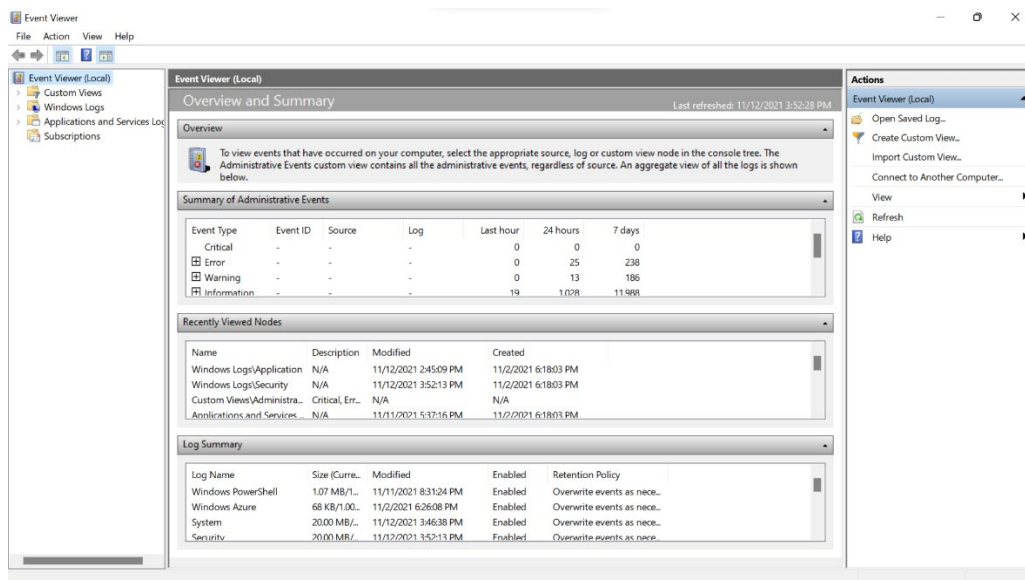 Event Viewer
File Action View Help
Event Viewer (Local)
Custom Views
Windows Logs
Applications and Services Log
Subscriptions
Event Viewer (Local)
Overview and Summary Last refreshed: 11/12/2021 3:52:28 PM
Overview
To view events that have occurred on your computer, select the appropriate source, log or custom view node in the console tree. The
Administrative Events custom view contains all the administrative events, regardless of source. An aggregate view of all the logs is shown
below.
Summary of Administrative Events
Event Type Event ID Source Log Last hour 24 hours 7 days
Critical - - - 0 0 0
Error - - - 0 25 238
Warning - - - 0 13 186
Information - - - 19 1,028 11,988
Recently Viewed Nodes
Name Description Modified Created
Windows Logs\Application N/A 11/12/2021 2:45:09 PM 11/2/2021 6:18:03 PM
Windows Logs\Security N/A 11/12/2021 3:52:13 PM 11/2/2021 6:18:03 PM
Custom Views\Administra... Critical, Err... N/A N/A
Applications and Services ... N/A 11/11/2021 5:37:16 PM 11/2/2021 6:18:03 PM
Log Summary
Log Name Size (Curre... Modified Enabled Retention Policy
Windows PowerShell 1.07 MB/1... 11/11/2021 8:31:24 PM Enabled Overwrite events as nece...
Windows Azure 68 KB/1.00... 11/2/2021 6:26:08 PM Enabled Overwrite events as nece...
System 20.00 MB/... 11/12/2021 3:46:38 PM Enabled Overwrite events as nece...
Security 20.00 MB/... 11/12/2021 3:52:13 PM Enabled Overwrite events as nece...
Actions
Event Viewer (Local)
Open Saved Log...
Create Custom View...
Import Custom View...
Connect to Another Computer...
View
Refresh
Help